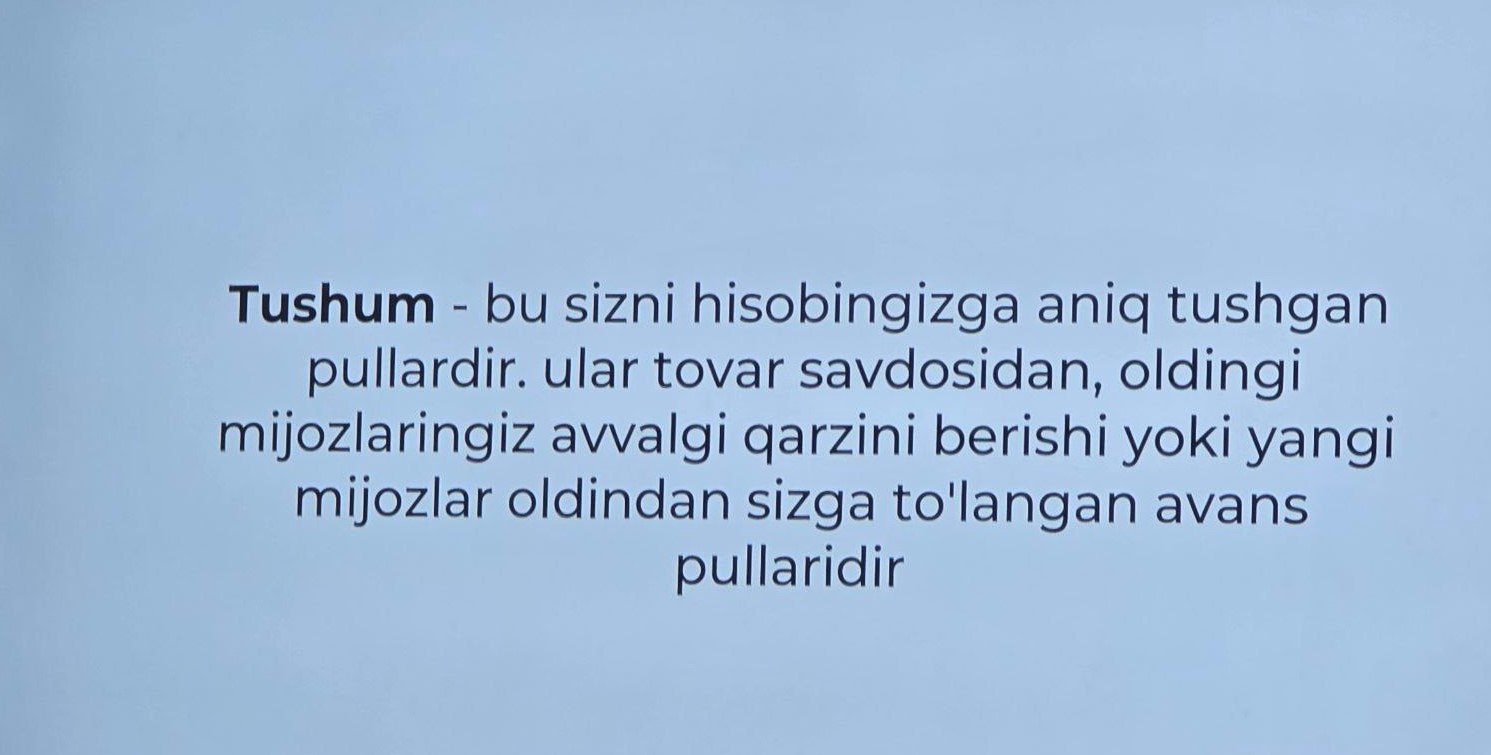 Tushum - bu sizni hisobingizga aniq tushgan
pullardir. ular tovar savdosidan, oldingi
mijozlaringiz avvalgi qarzini berishi yoki yangi
mijozlar oldindan sizga to'langan avans
pullaridir